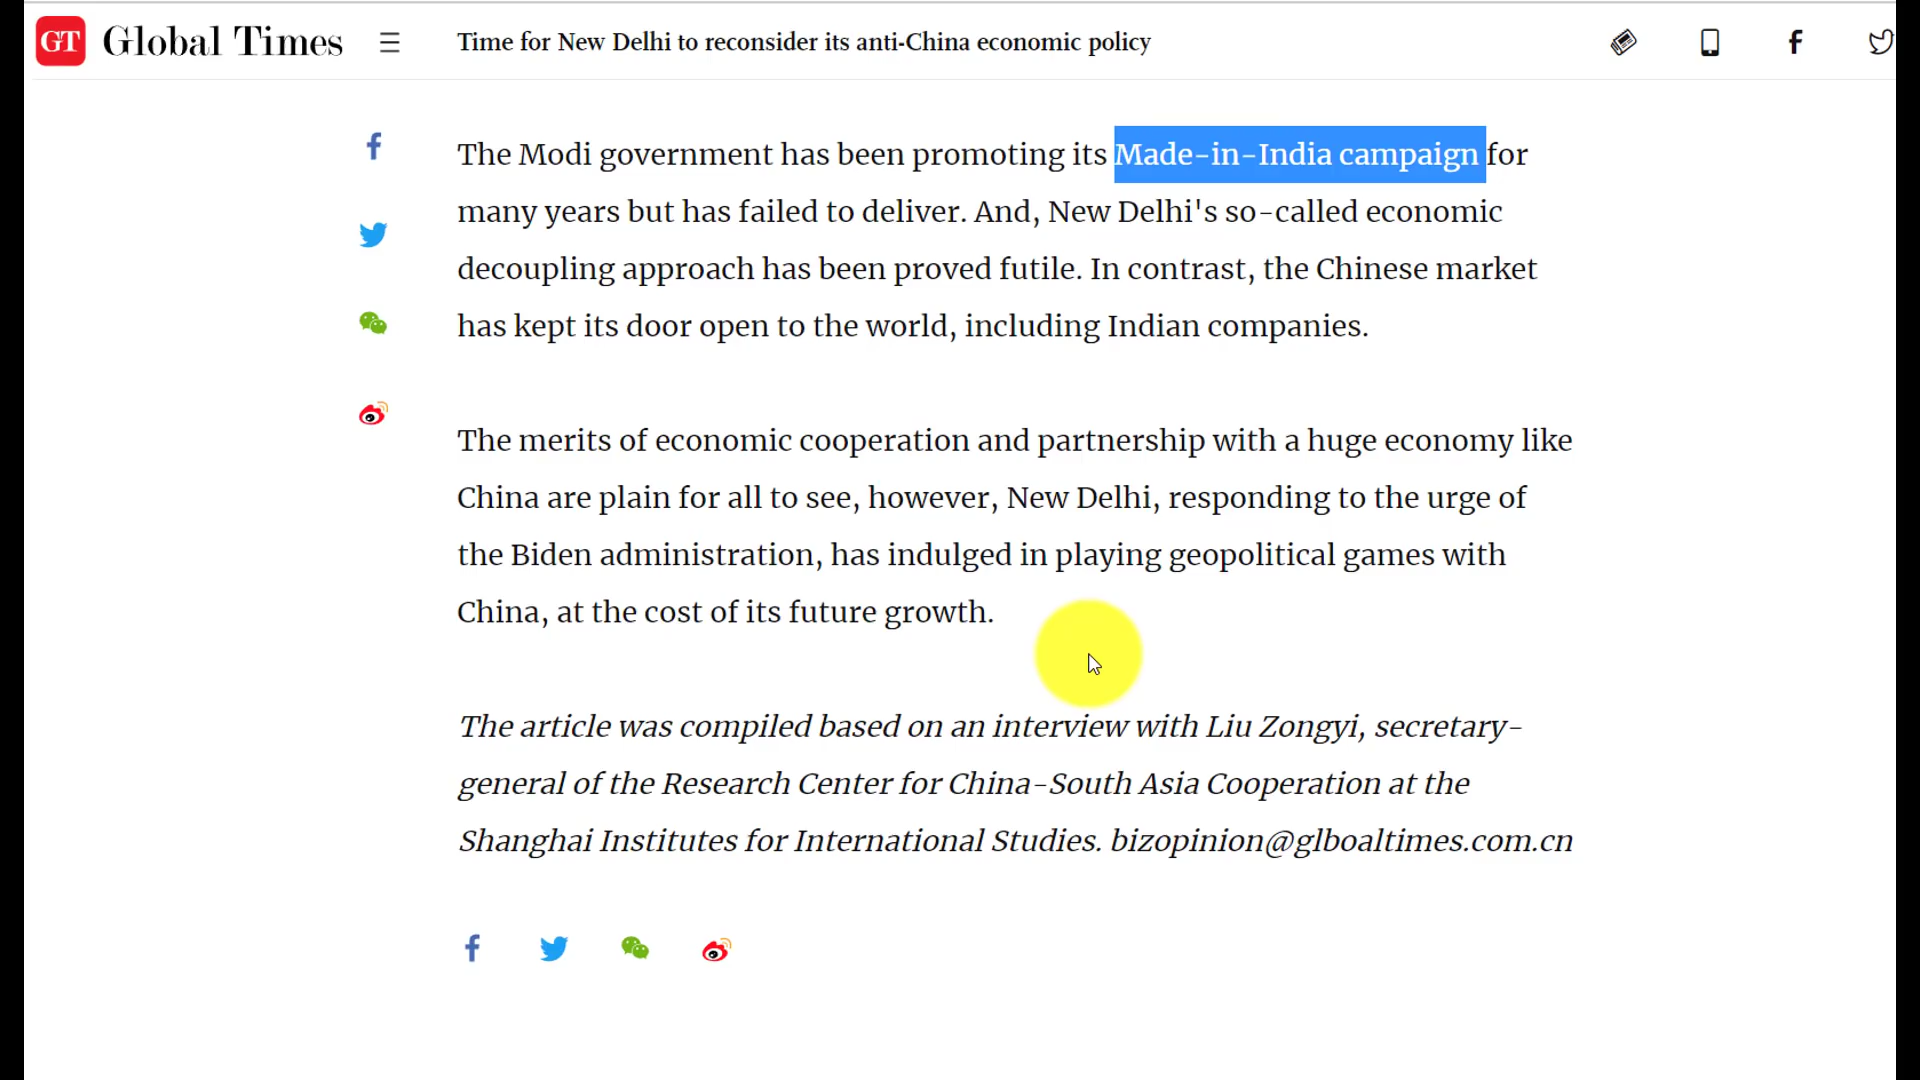 GT Global Times Time for New Delhi to reconsider its anti-China economic policy
The Modi government has been promoting its Made-in-India campaign for
many years but has failed to deliver. And, New Delhi's so-called economic
decoupling approach has been proved futile. In contrast, the Chinese market
has kept its door open to the world, including Indian companies.
The merits of economic cooperation and partnership with a huge economy like
China are plain for all to see, however, New Delhi, responding to the urge of
the Biden administration, has indulged in playing geopolitical games with
China, at the cost of its future growth.
The article was compiled based on an interview with Liu Zongyi, secretary-
general of the Research Center for China-South Asia Cooperation at the
Shanghai Institutes for International Studies. bizopinion@glboaltimes.com.cn